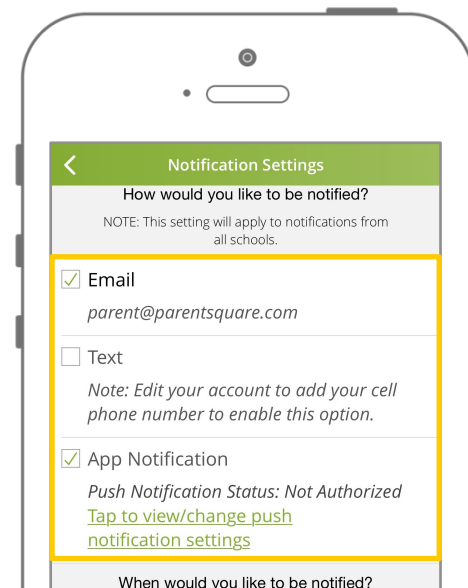 Notification Settings
How would you like to be notified?
NOTE: This setting will apply to notifications from
all schools.
Email
parent@parentsquare.com
Text
Note: Edit your account to add your cell
phone number to enable this option.
App Notification
Push Notification Status: Not Authorized
Tap to view/change push
notification settings
When would you like to be notified?